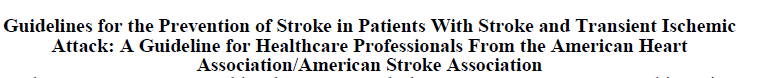 Guidelines for the Prevention of Stroke in Patients With Stroke and Transient Ischemic
Attack: A Guideline for Healthcare Professionals From the American Heart
Association/American Stroke Association